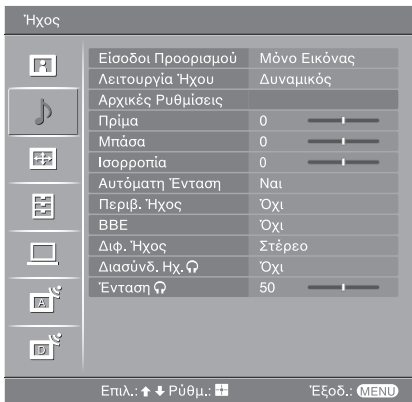 Ήχος
Είσοδοι Προορισμού Μόνο Εικόνας
Λειτουργία Ήχου Δυναμικός
Αρχικές Ρυθμίσεις
Πρίμα 0
Μπάσα 0
Ισορροπία 0
Αυτόματη Ένταση Ναι
Περιβ. Ήχος Όχι
BBE Όχι
Διφ. Ήχος Στέρεο
Διασύνδ. Ηχ. Όχι
Ένταση 50
A
D
Επιλ.: Ρύθμ.: Έξοδ.: MENU